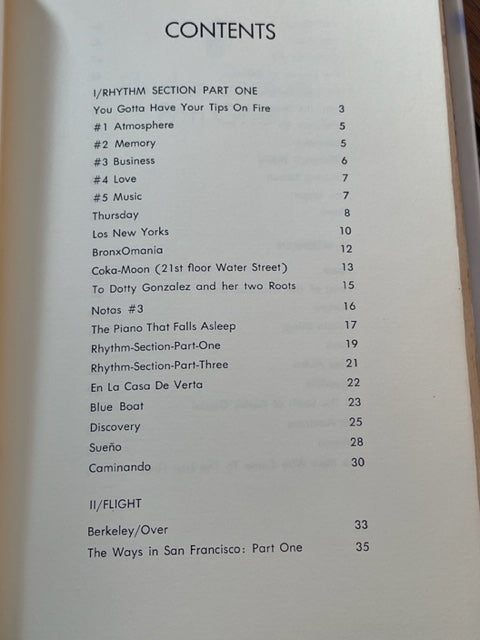 CONTENTS
I/RHYTHM SECTION PART ONE
You Gotta Have Your Tips On Fire 3
#1 Atmosphere 5
#2 Memory 5
#3 Business 6
#4 Love 7
#5 Music 7
Thursday 8
Los New Yorks 10
BronxOmania 12
Coka-Moon (21st floor Water Street) 13
To Dotty Gonzalez and her two Roots 15
Notas #3 16
The Piano That Falls Asleep 17
Rhythm-Section-Part-One 19
Rhythm-Section-Part-Three 21
En La Casa De Verta 22
Blue Boat 23
Discovery 25
Sueño 28
Caminando 30
II/FLIGHT
Berkeley/Over 33
The Ways in San Francisco: Part One 35